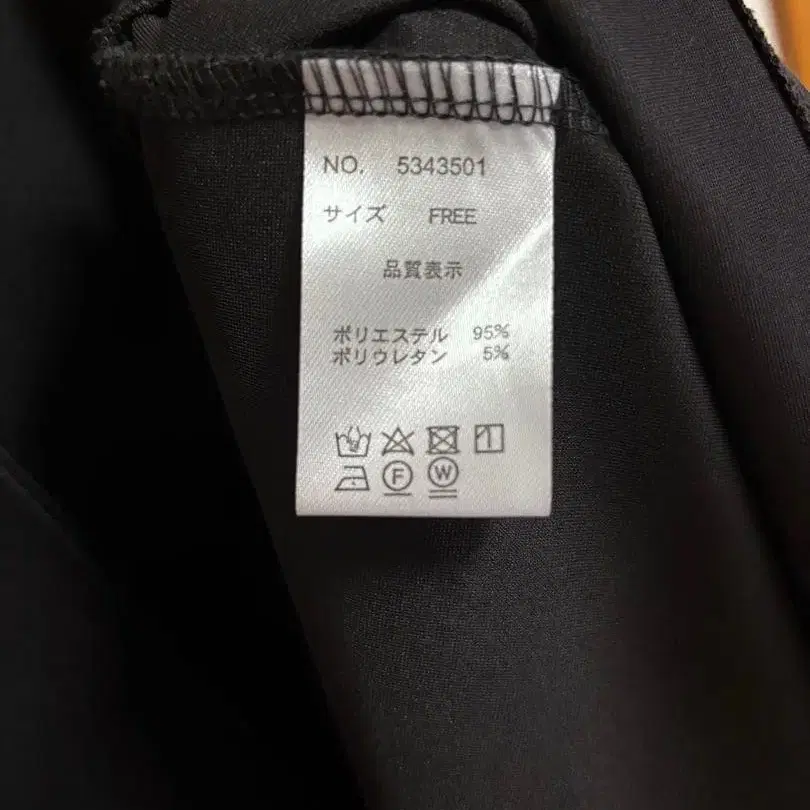 NO. 5343501
サイズ FREE
品質表示
ポリエステル 95%
ポリウレタン 5%
F W